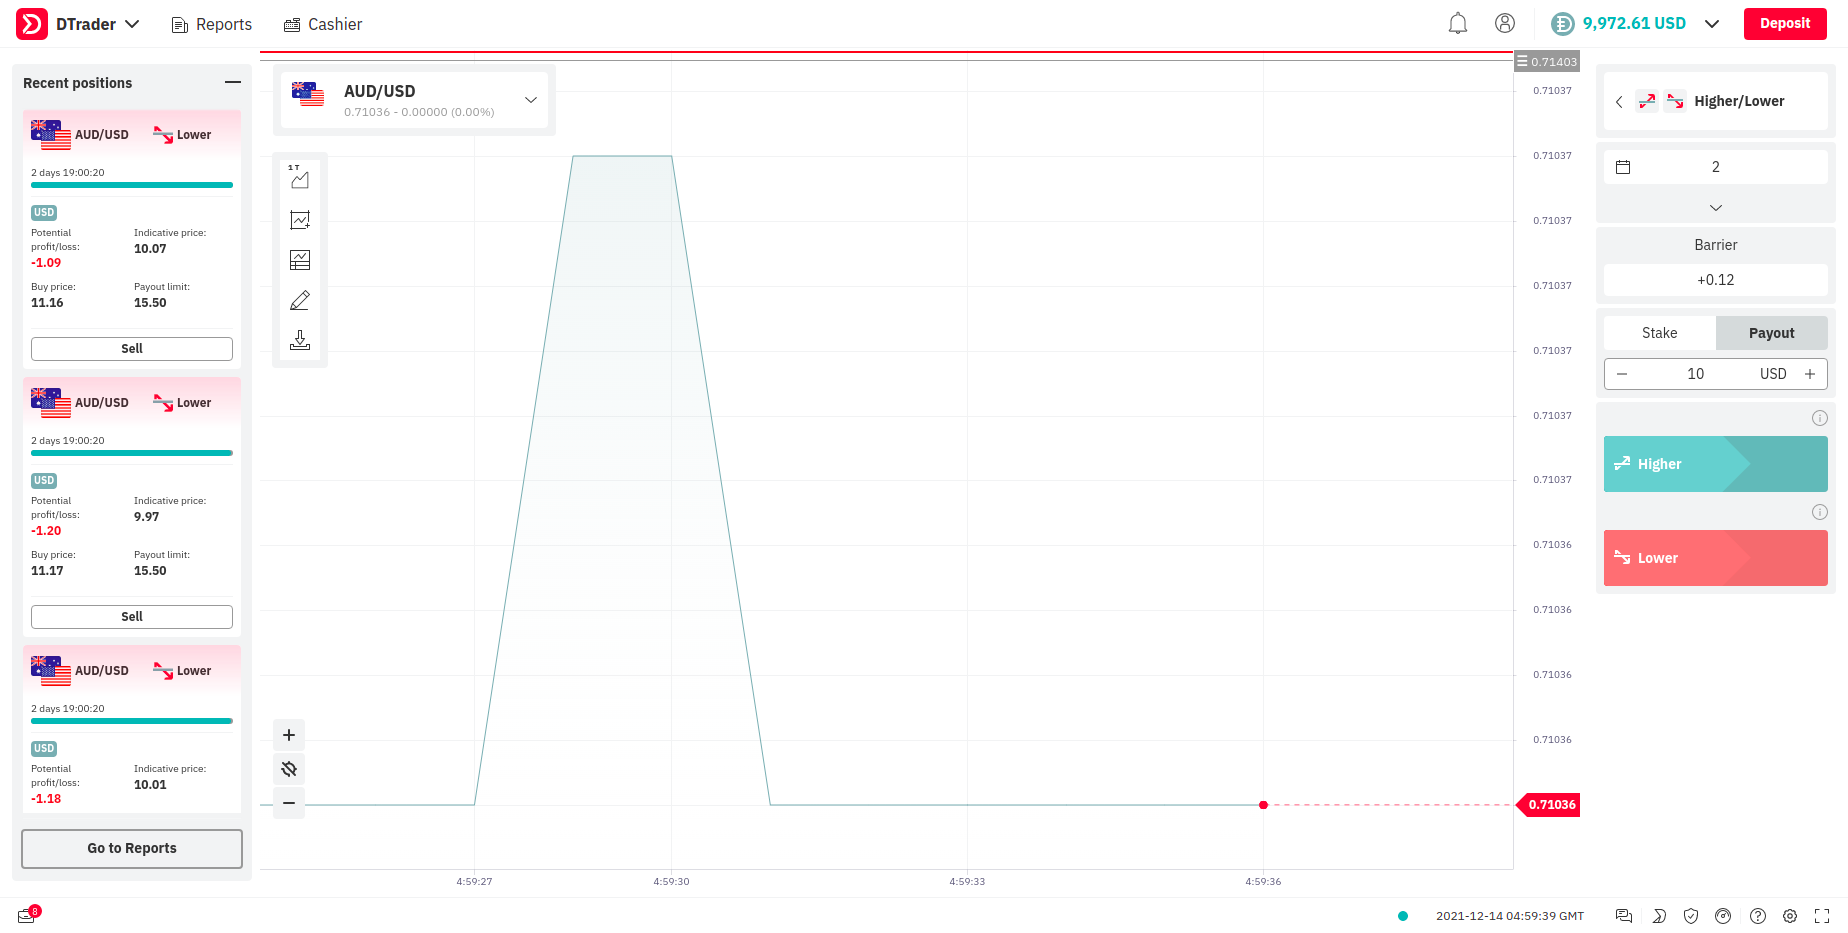 DTrader
Reports
Cashier
9,972.61 USD
Deposit
Recent positions
AUD/USD
Lower
2 days 19:00:20
USD
Potential
profit/loss:
-1.09
Indicative price:
10.07
Buy price:
11.16
Payout limit:
15.50
Sell
AUD/USD
Lower
2 days 19:00:20
USD
Potential
profit/loss:
-1.20
Indicative price:
9.97
Buy price:
11.17
Payout limit:
15.50
Sell
AUD/USD
Lower
2 days 19:00:20
USD
Potential
profit/loss:
-1.18
Indicative price:
10.01
Go to Reports
AUD/USD
0.71036 - 0.00000 (0.00%)
1 T
0.71403
0.71037
0.71037
0.71037
0.71037
0.71037
0.71037
0.71037
0.71036
0.71036
0.71036
0.71036
0.71036
4:59:27
4:59:30
4:59:33
4:59:36
Higher/Lower
2
Barrier
+0.12
Stake
Payout
10
USD
Higher
Lower
8
2021-12-14 04:59:39 GMT